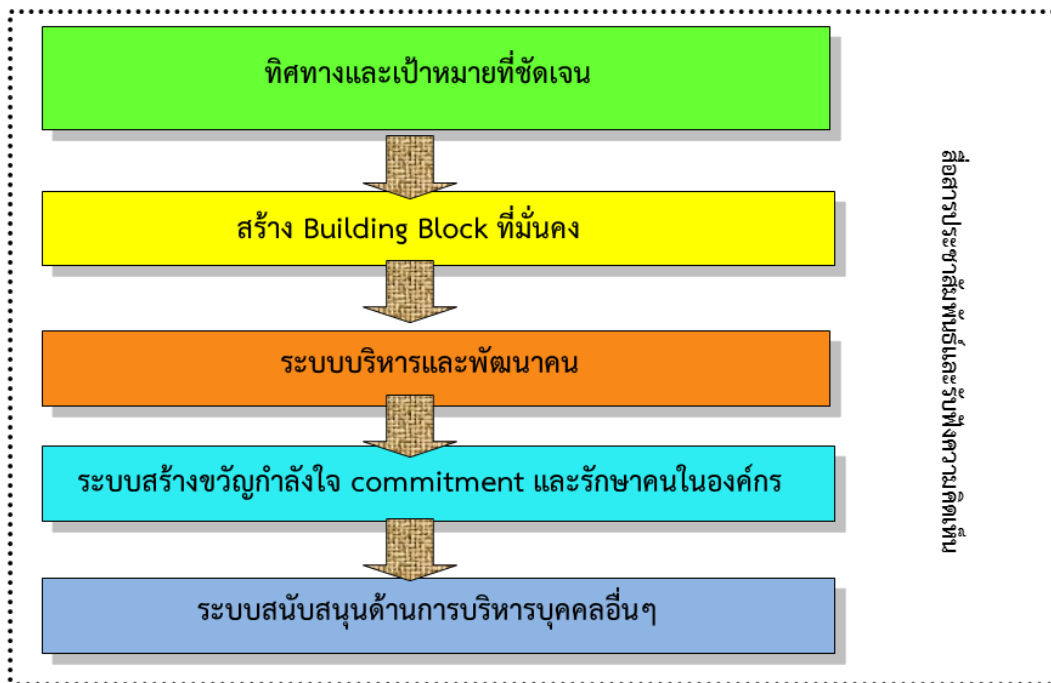 ทิศทางและเป้าหมายที่ชัดเจน
สร้าง Building Block ที่มั่นคง
ระบบบริหารและพัฒนาคน
ระบบสร้างขวัญกำลังใจ commitment และรักษาคนในองค์กร
ระบบสนับสนุนด้านการบริหารบุคคลอื่นๆ
สื่อสารประชาสัมพันธ์และรับฟังความคิดเห็น